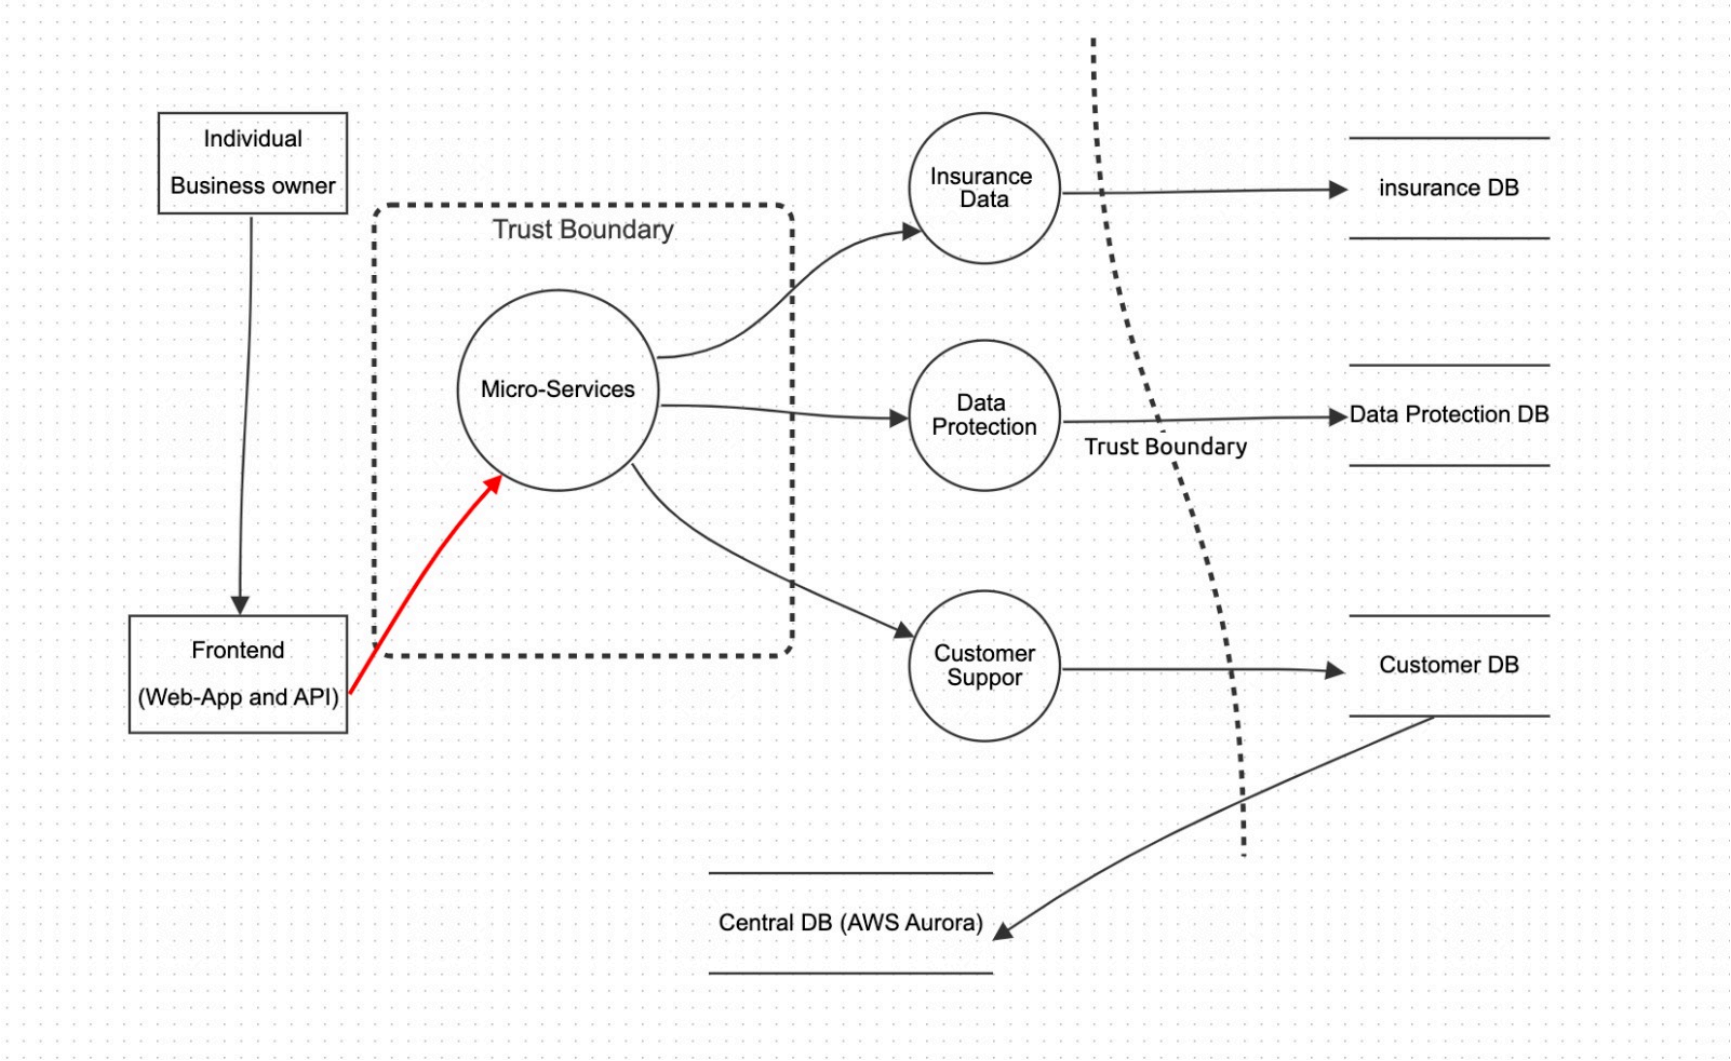 Individual
Business owner
Trust Boundary
Micro-Services
Frontend
(Web-App and API)
Insurance
Data
Data
Protection
Customer
Suppor
Trust Boundary
insurance DB
Data Protection DB
Customer DB
Central DB (AWS Aurora)